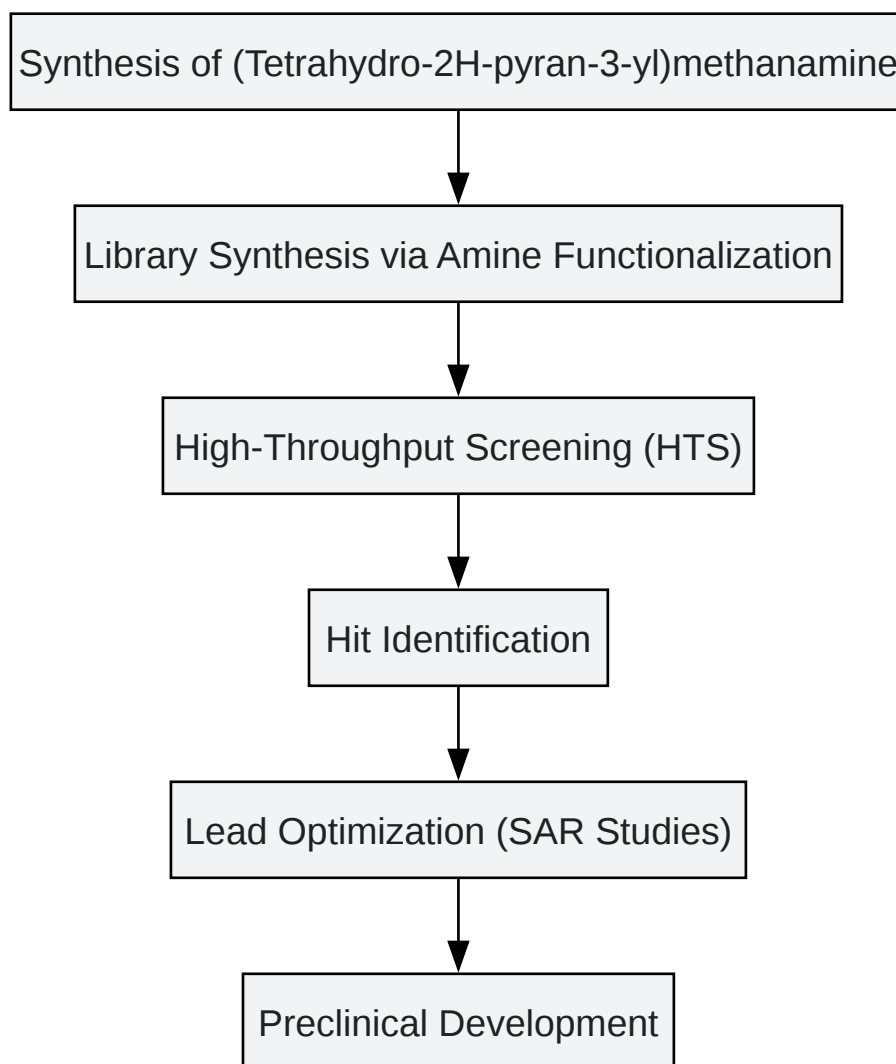 Synthesis of (Tetrahydro-2H-pyran-3-yl)methanamine
Library Synthesis via Amine Functionalization
High-Throughput Screening (HTS)
Hit Identification
Lead Optimization (SAR Studies)
Preclinical Development